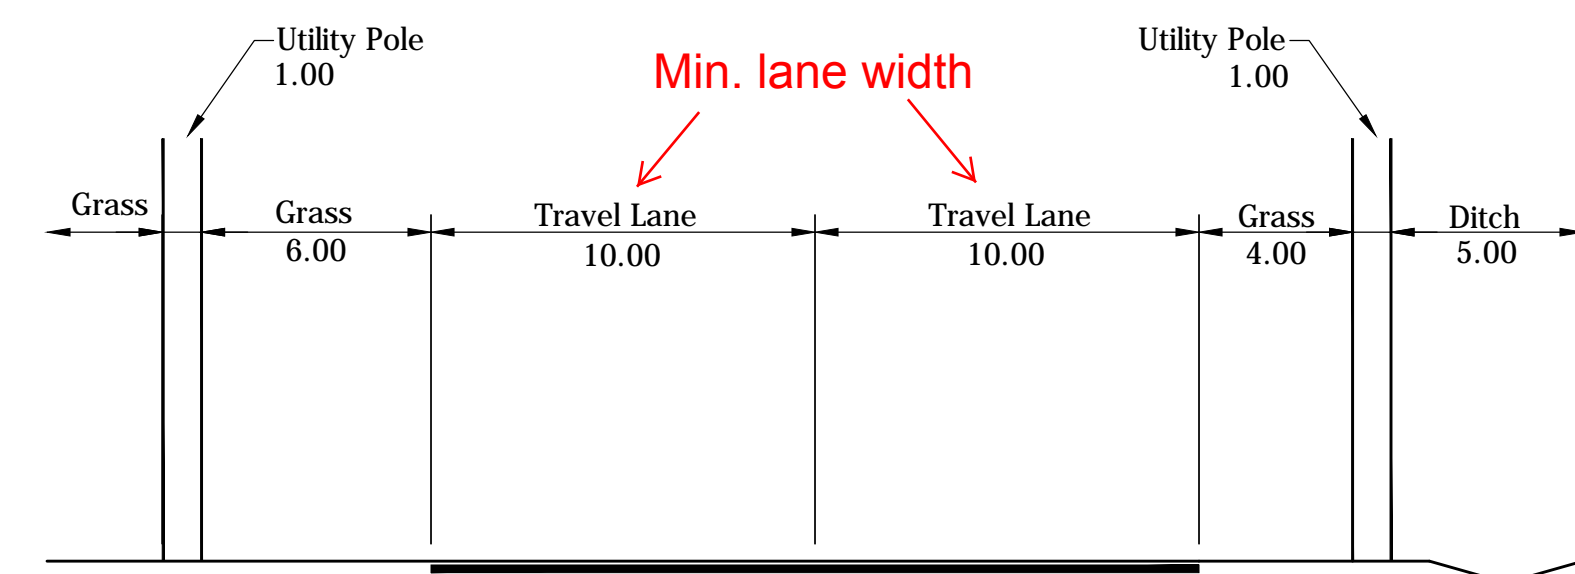 Utility Pole
1.00
Min. lane width
Utility Pole
1.00
Grass
Grass
6.00
Travel Lane
10.00
Travel Lane
10.00
Grass
4.00
Ditch
5.00